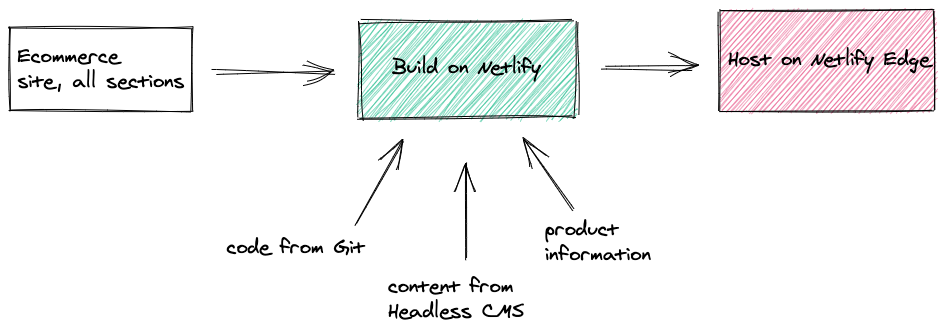 Ecommerce
site, all sections
Build on Netlify
Host on Netlify Edge
code from Git
content from
Headless CMS
product
information